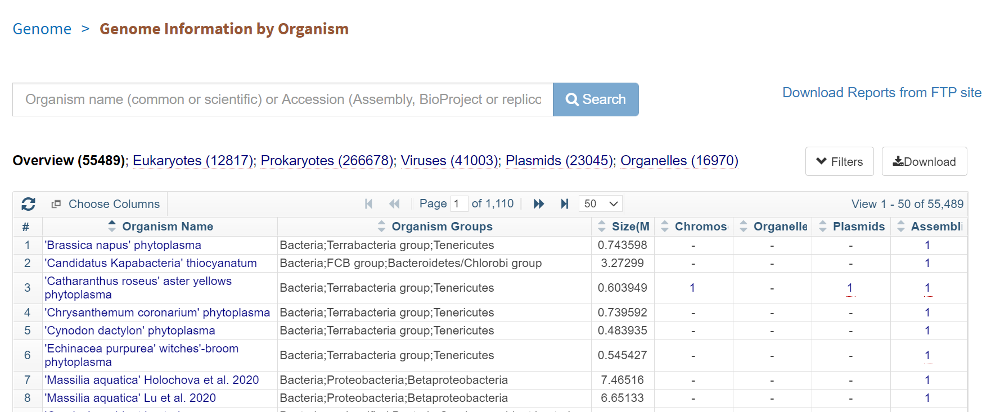 Genome > Genome Information by Organism
Organism name (common or scientific) or Accession (Assembly, BioProject or replico
Search
Download Reports from FTP site
Overview (55489); Eukaryotes (12817); Prokaryotes (266678); Viruses (41003); Plasmids (23045); Organelles (16970)
Filters
Download
Choose Columns
Page 1 of 1,110
50
View 1 - 50 of 55,489
# Organism Name Organism Groups Size(M Chromos Organelle Plasmids Assembli
1 'Brassica napus' phytoplasma Bacteria;Terrabacteria group;Tenericutes 0.743598 - - - 1
2 'Candidatus Kapabacteria' thiocyanatum Bacteria;FCB group;Bacteroidetes/Chlorobi group 3.27299 - - - 1
3 'Catharanthus roseus' aster yellows
phytoplasma Bacteria;Terrabacteria group;Tenericutes 0.603949 1 - 1 1
4 'Chrysanthemum coronarium' phytoplasma Bacteria;Terrabacteria group;Tenericutes 0.739592 - - - 1
5 'Cynodon dactylon' phytoplasma Bacteria;Terrabacteria group;Tenericutes 0.483935 - - - 1
6 'Echinacea purpurea' witches'-broom
phytoplasma Bacteria;Terrabacteria group;Tenericutes 0.545427 - - - 1
7 'Massilia aquatica' Holochova et al. 2020 Bacteria;Proteobacteria;Betaproteobacteria 7.46516 - - - 1
8 'Massilia aquatica' Lu et al. 2020 Bacteria;Proteobacteria;Betaproteobacteria 6.65133 - - - 1